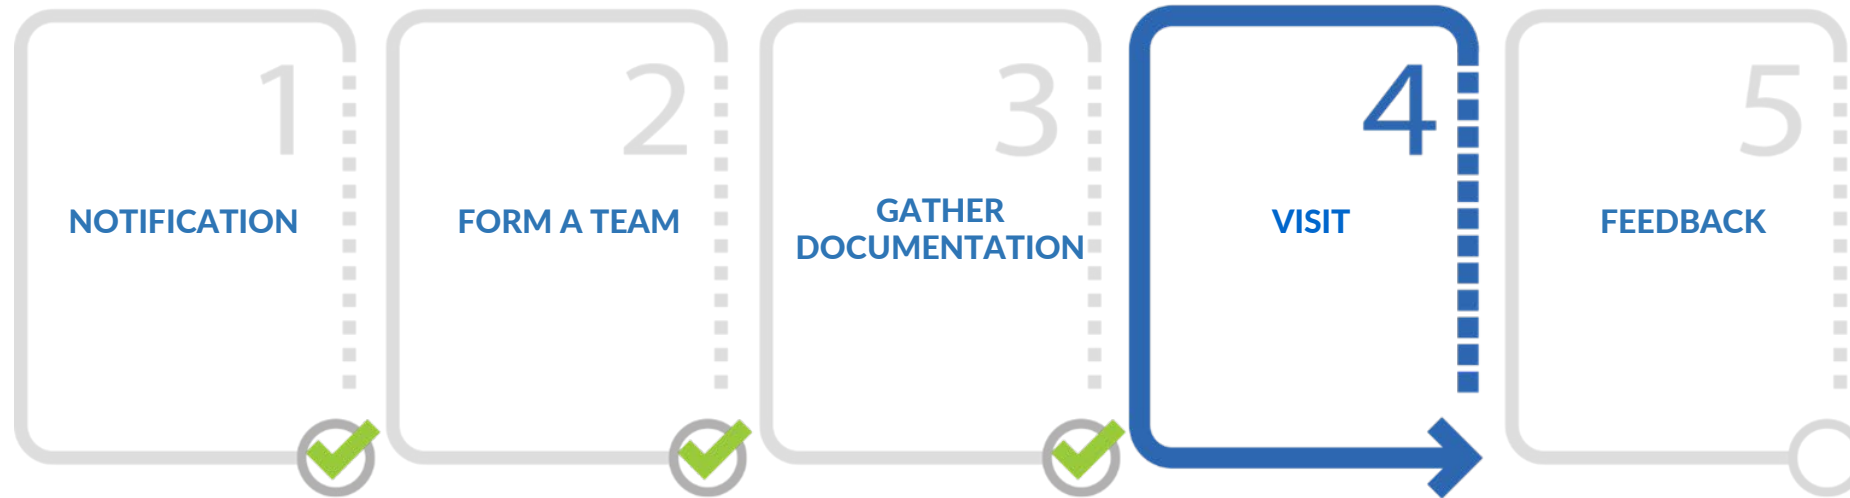 1
NOTIFICATION
2
FORM A TEAM
3
GATHER
DOCUMENTATION
4
VISIT
5
FEEDBACK